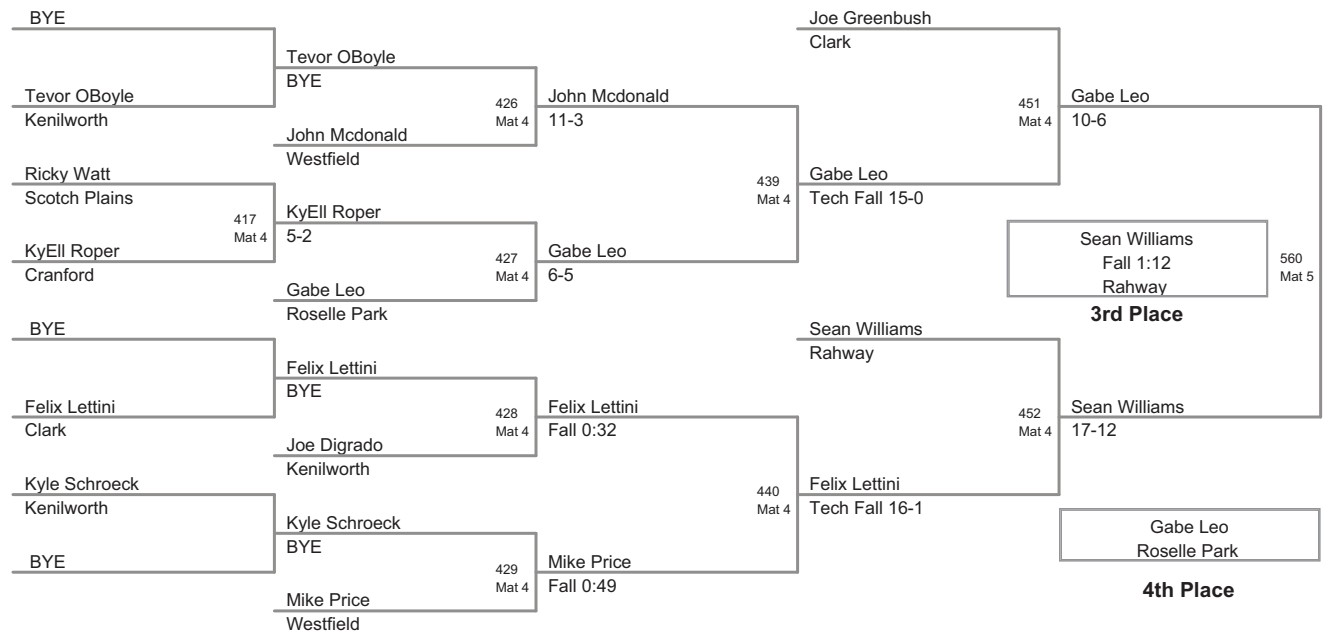 BYE
Tevor OBoyle
Kenilworth
Ricky Watt
Scotch Plains
417
Mat 4
KyEll Roper
Cranford
BYE
Felix Lettini
Clark
Kyle Schroeck
Kenilworth
BYE
Tevor OBoyle
BYE
426
Mat 4
John Mcdonald
Westfield
KyEll Roper
5-2
427
Mat 4
Gabe Leo
Roselle Park
Felix Lettini
BYE
428
Mat 4
Joe Digrado
Kenilworth
Kyle Schroeck
BYE
429
Mat 4
Mike Price
Westfield
John Mcdonald
11-3
439
Mat 4
Gabe Leo
6-5
Felix Lettini
Fall 0:32
440
Mat 4
Mike Price
Fall 0:49
Joe Greenbush
Clark
451
Mat 4
Gabe Leo
Tech Fall 15-0
Sean Williams
Rahway
452
Mat 4
Felix Lettini
Tech Fall 16-1
Gabe Leo
10-6
Sean Williams
Fall 1:12
Rahway
560
Mat 5
3rd Place
Sean Williams
17-12
Gabe Leo
Roselle Park
4th Place